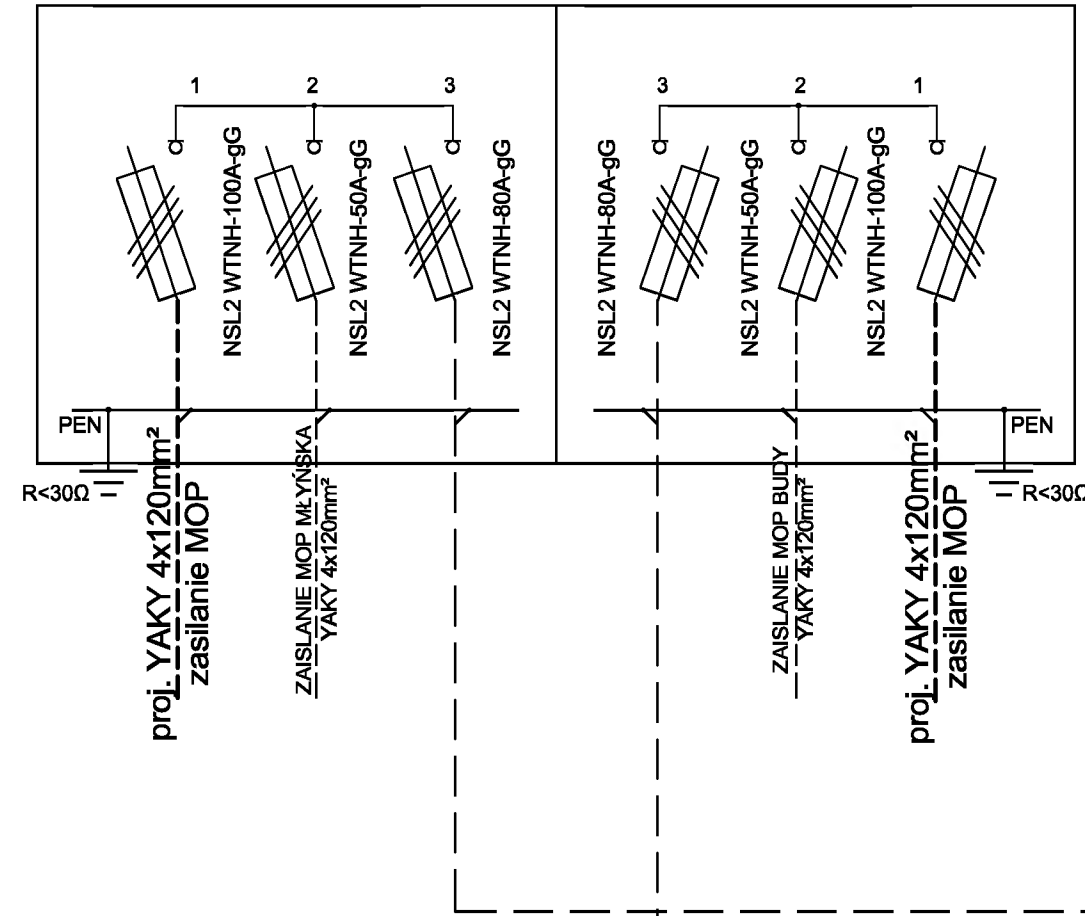 1
2
3
3
2
1
NSL2 WTNH-100A-gG
NSL2 WTNH-50A-gG
NSL2 WTNH-80A-gG
NSL2 WTNH-80A-gG
NSL2 WTNH-50A-gG
NSL2 WTNH-100A-gG
PEN
PEN
R<30Ω
R<30Ω
proj. YAKY 4x120mm²
zasilanie MOP
ZAISLANIE MOP MŁYŃSKA
YAKY 4x120mm²
ZAISLANIE MOP BUDY
YAKY 4x120mm²
proj. YAKY 4x120mm²
zasilanie MOP